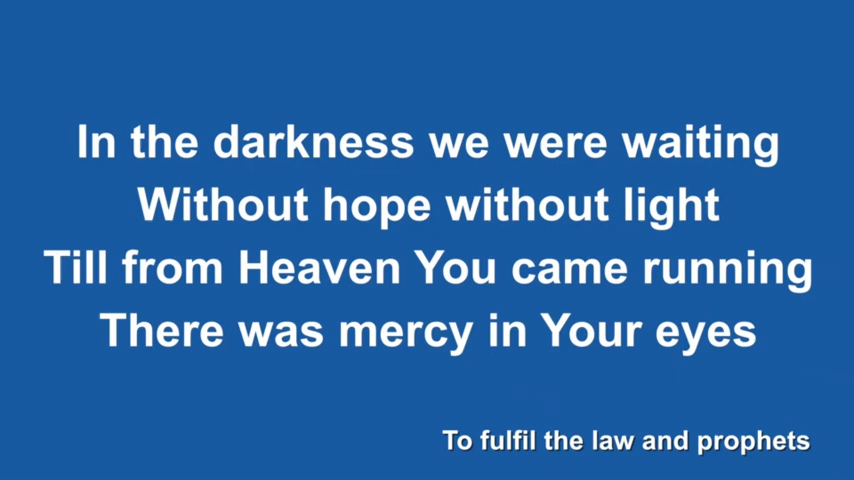 In the darkness we were waiting
Without hope without light
Till from Heaven You came running
There was mercy in Your eyes
To fulfil the law and prophets